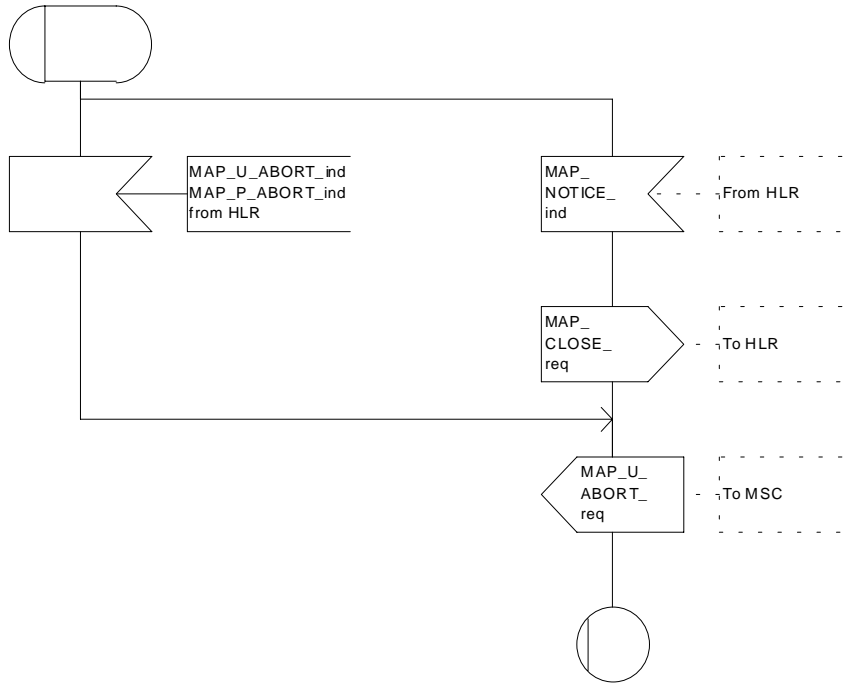 MAP_U_ABORT_ind
MAP_P_ABORT_ind
from HLR
MAP_
NOTICE_
ind
From HLR
MAP_
CLOSE_
req
To HLR
MAP_U_
ABORT_
req
To MSC